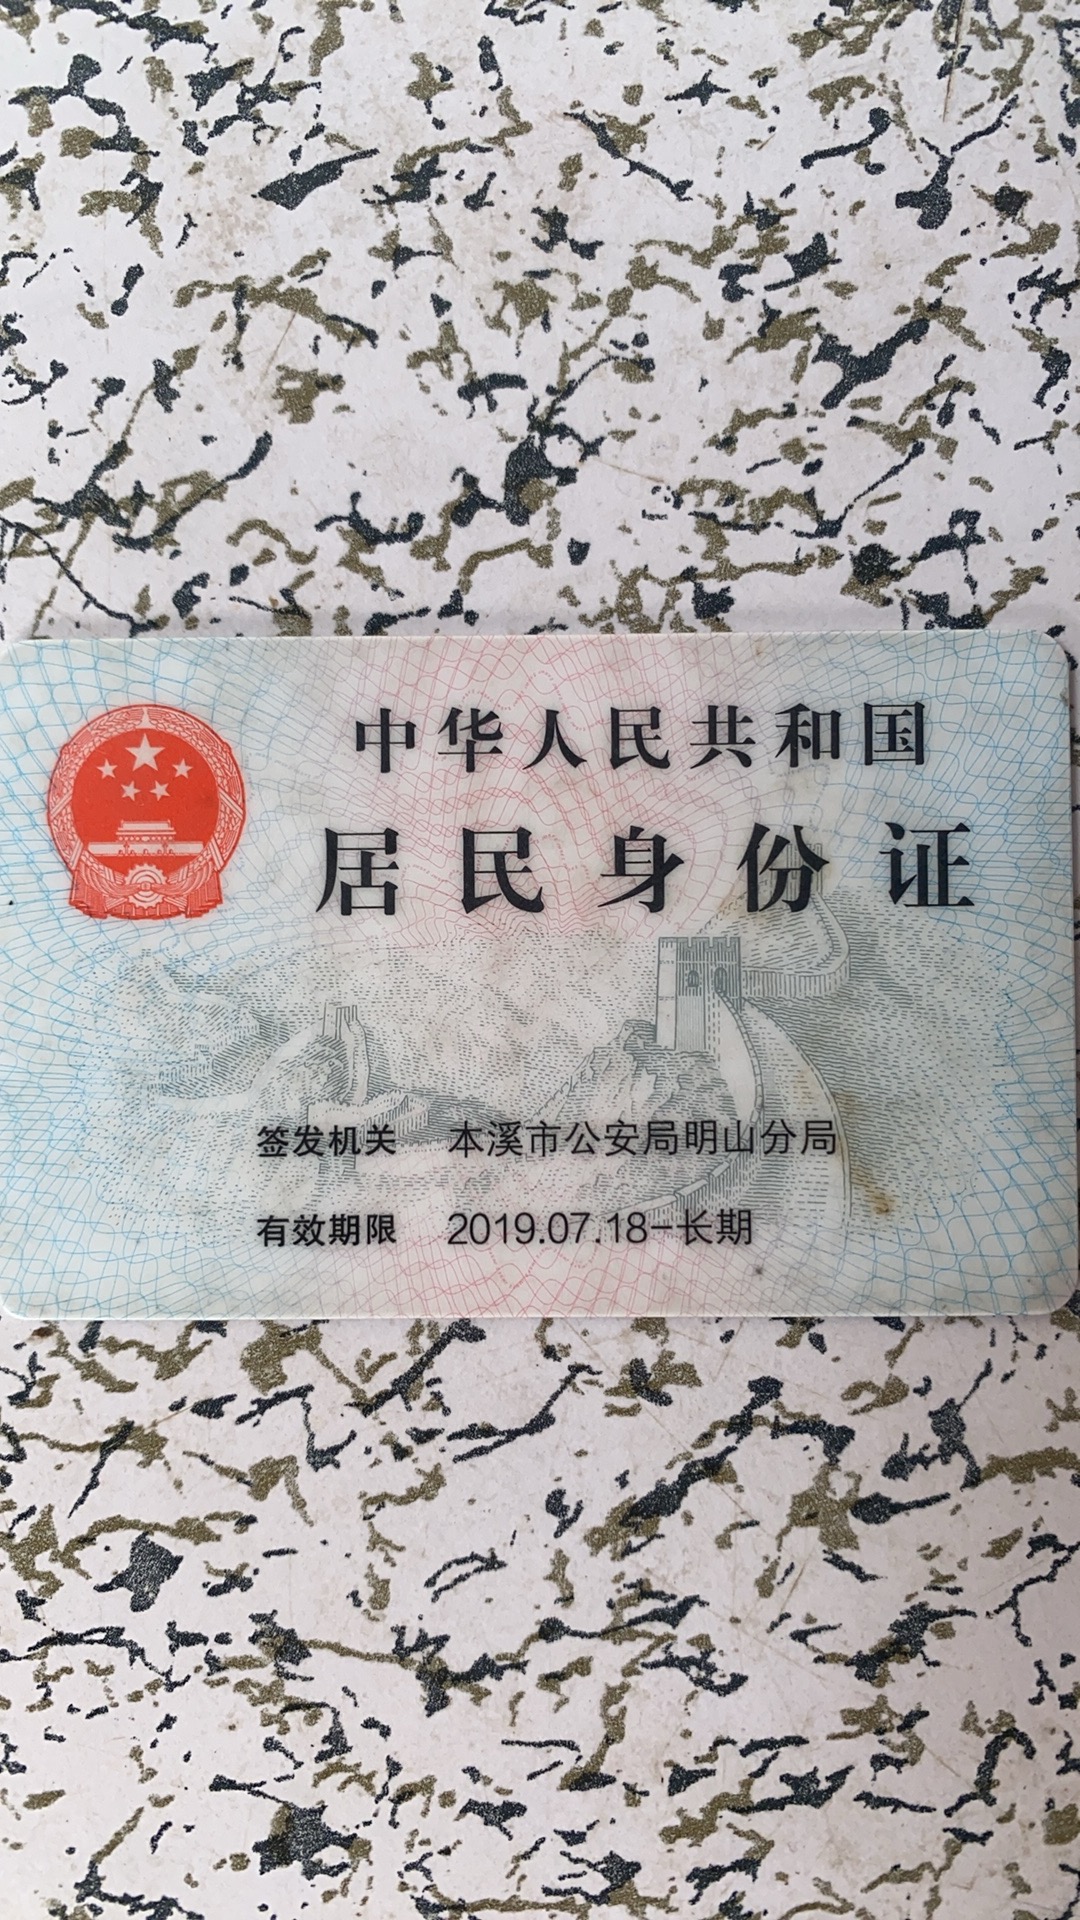 中华人民共和国
居民身份证
签发机关 本溪市公安局明山分局
有效期限 2019.07.18-长期